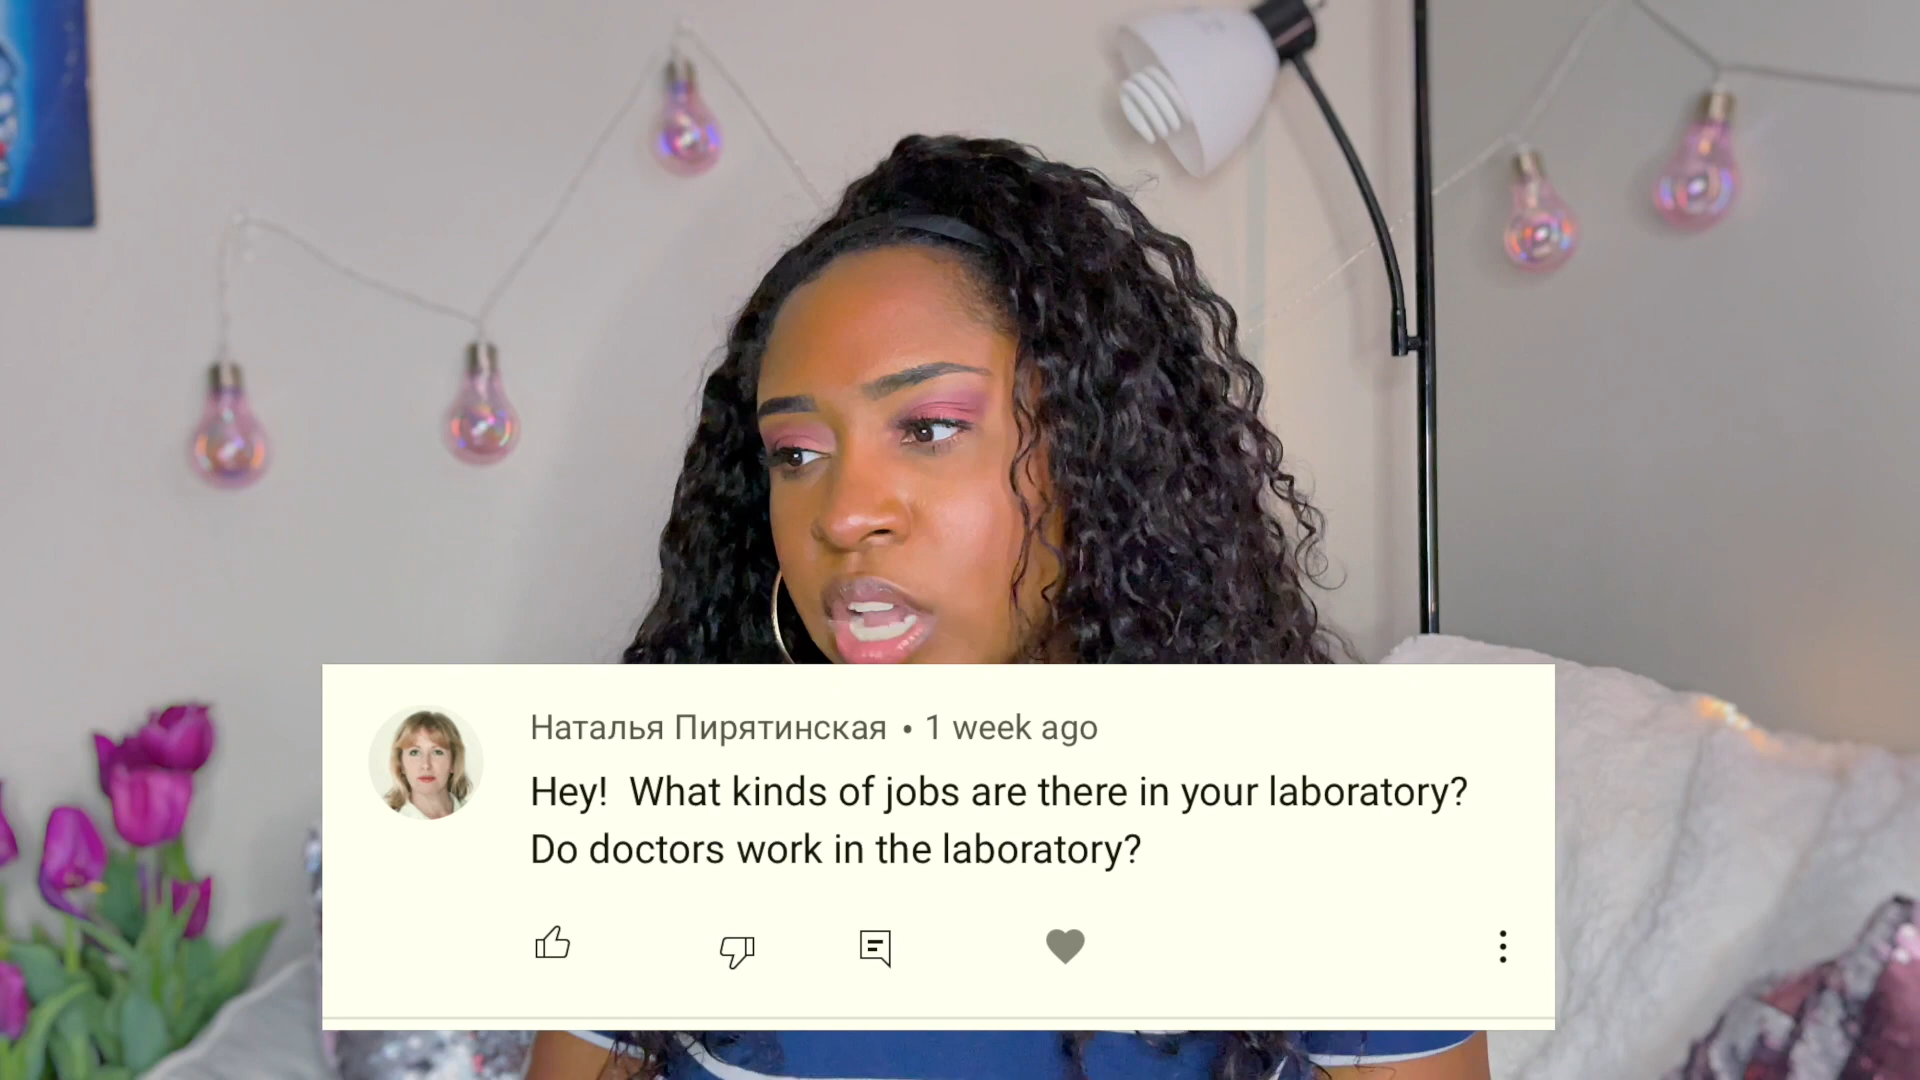 Наталья Пирятинская • 1 week ago
Hey!  What kinds of jobs are there in your laboratory?
Do doctors work in the laboratory?